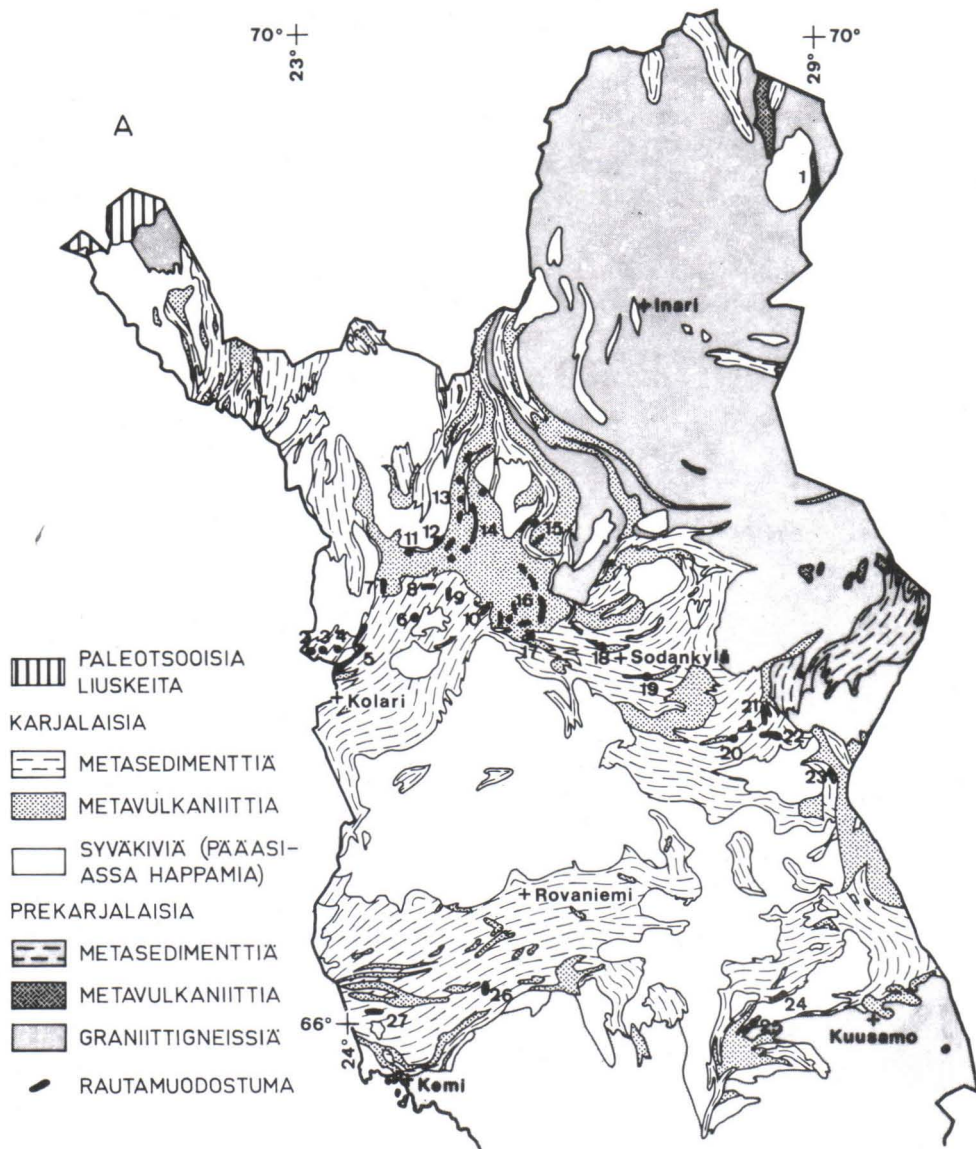 70°
23°
70°
29°
A
1
Inari
13
14
15
11
12
7
8
9
16
6
10
2
3
4
17
5
18
Sodankylä
19
Kolari
21
20
22
23
Rovaniemi
24
26
25
27
66°
24°
Kuusamo
Kemi
PALEOTSOOISIA
LIUSKEITA
KARJALAISIA
METASEDIMENTTIÄ
METAVULKANIITTIA
SYVÄKIVIÄ (PÄÄASI-
ASSA HAPPAMIA)
PREKARJALAISIA
METASEDIMENTTIÄ
METAVULKANIITTIA
GRANIITTIGNEISSIÄ
RAUTAMUODOSTUMA